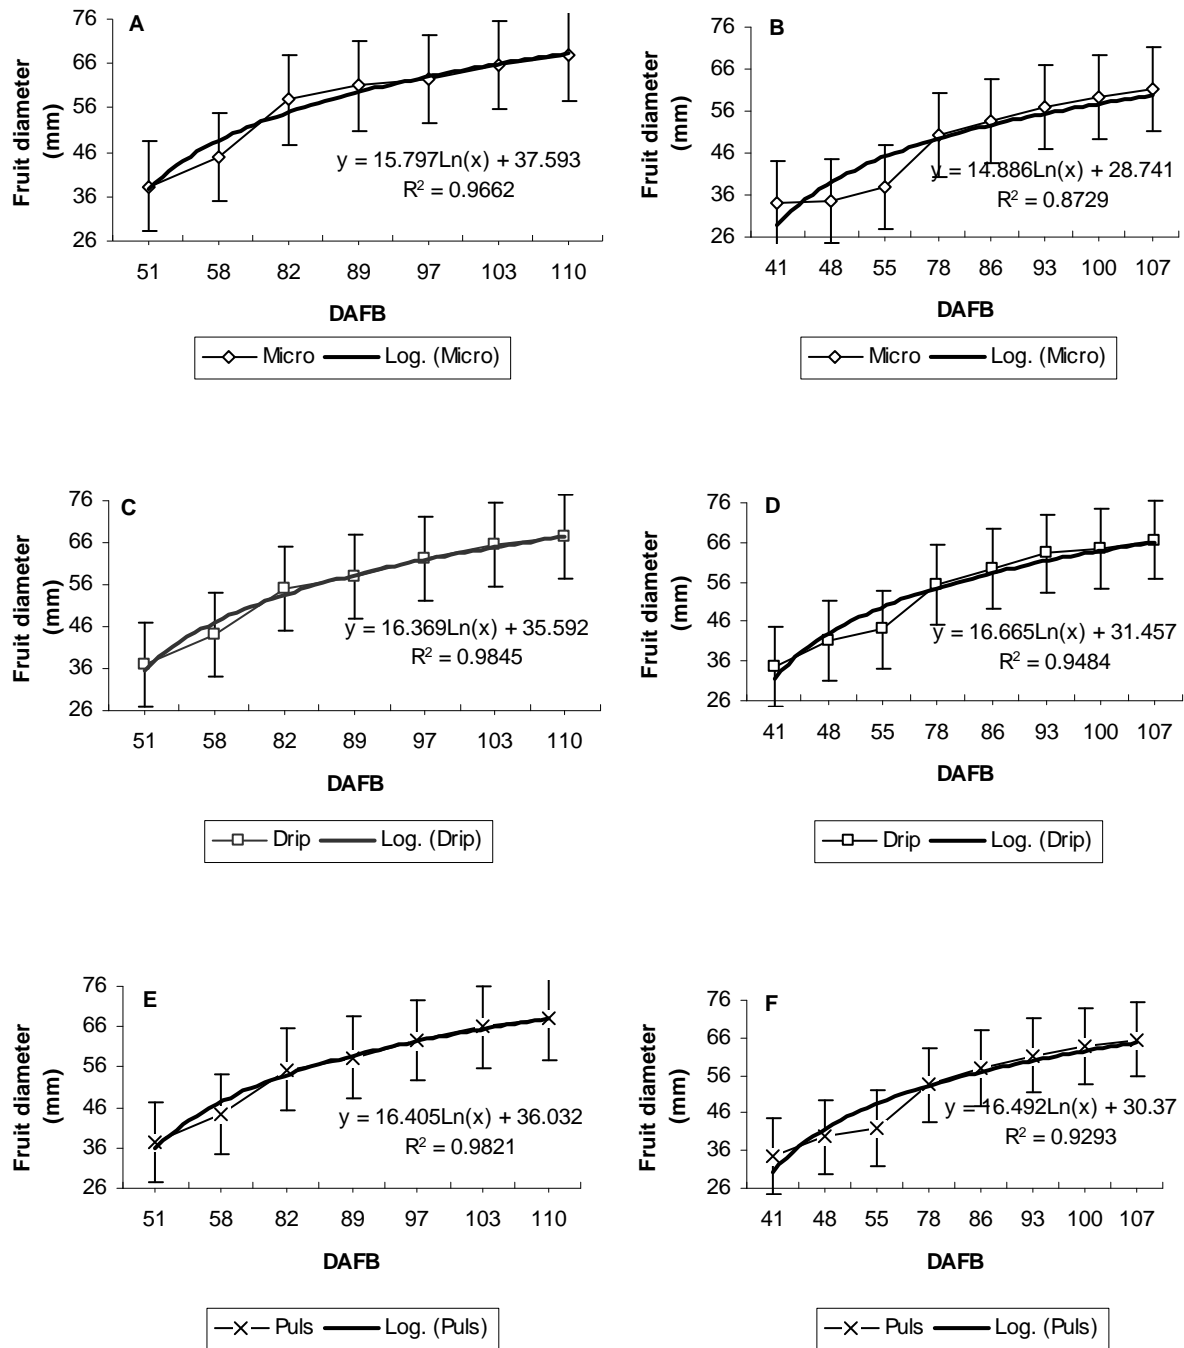 A
Fruit diameter
(mm)
76
66
56
46
36
26
y = 15.797Ln(x) + 37.593
R² = 0.9662
51 58 82 89 97 103 110
DAFB
Micro Log. (Micro)
B
Fruit diameter
(mm)
76
66
56
46
36
26
y = 14.886Ln(x) + 28.741
R² = 0.8729
41 48 55 78 86 93 100 107
DAFB
Micro Log. (Micro)
C
Fruit diameter
(mm)
76
66
56
46
36
26
y = 16.369Ln(x) + 35.592
R² = 0.9845
51 58 82 89 97 103 110
DAFB
Drip Log. (Drip)
D
Fruit diameter
(mm)
76
66
56
46
36
26
y = 16.665Ln(x) + 31.457
R² = 0.9484
41 48 55 78 86 93 100 107
DAFB
Drip Log. (Drip)
E
Fruit diameter
(mm)
76
66
56
46
36
26
y = 16.405Ln(x) + 36.032
R² = 0.9821
51 58 82 89 97 103 110
DAFB
Puls Log. (Puls)
F
Fruit diameter
(mm)
76
66
56
46
36
26
y = 16.492Ln(x) + 30.37
R² = 0.9293
41 48 55 78 86 93 100 107
DAFB
Puls Log. (Puls)